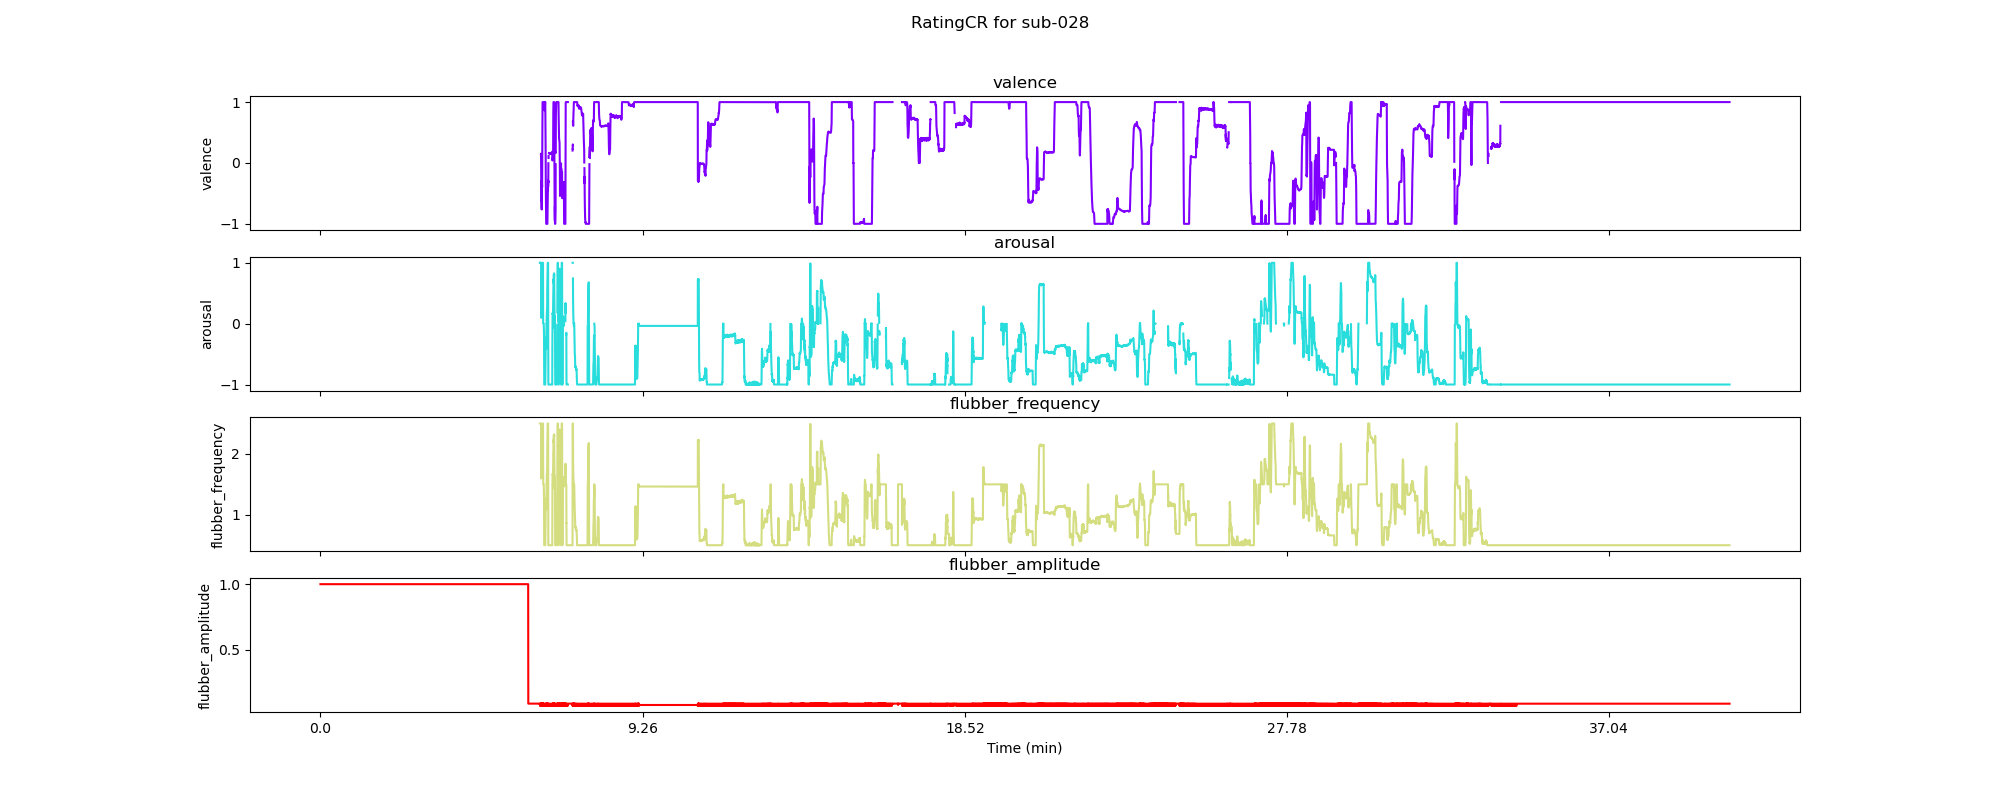 RatingCR for sub-028
valence
valence
1
0
−1
arousal
arousal
1
0
−1
flubber_frequency
flubber_frequency
2
1
flubber_amplitude
flubber_amplitude
1.0
0.5
0.0 9.26 18.52 27.78 37.04
Time (min)